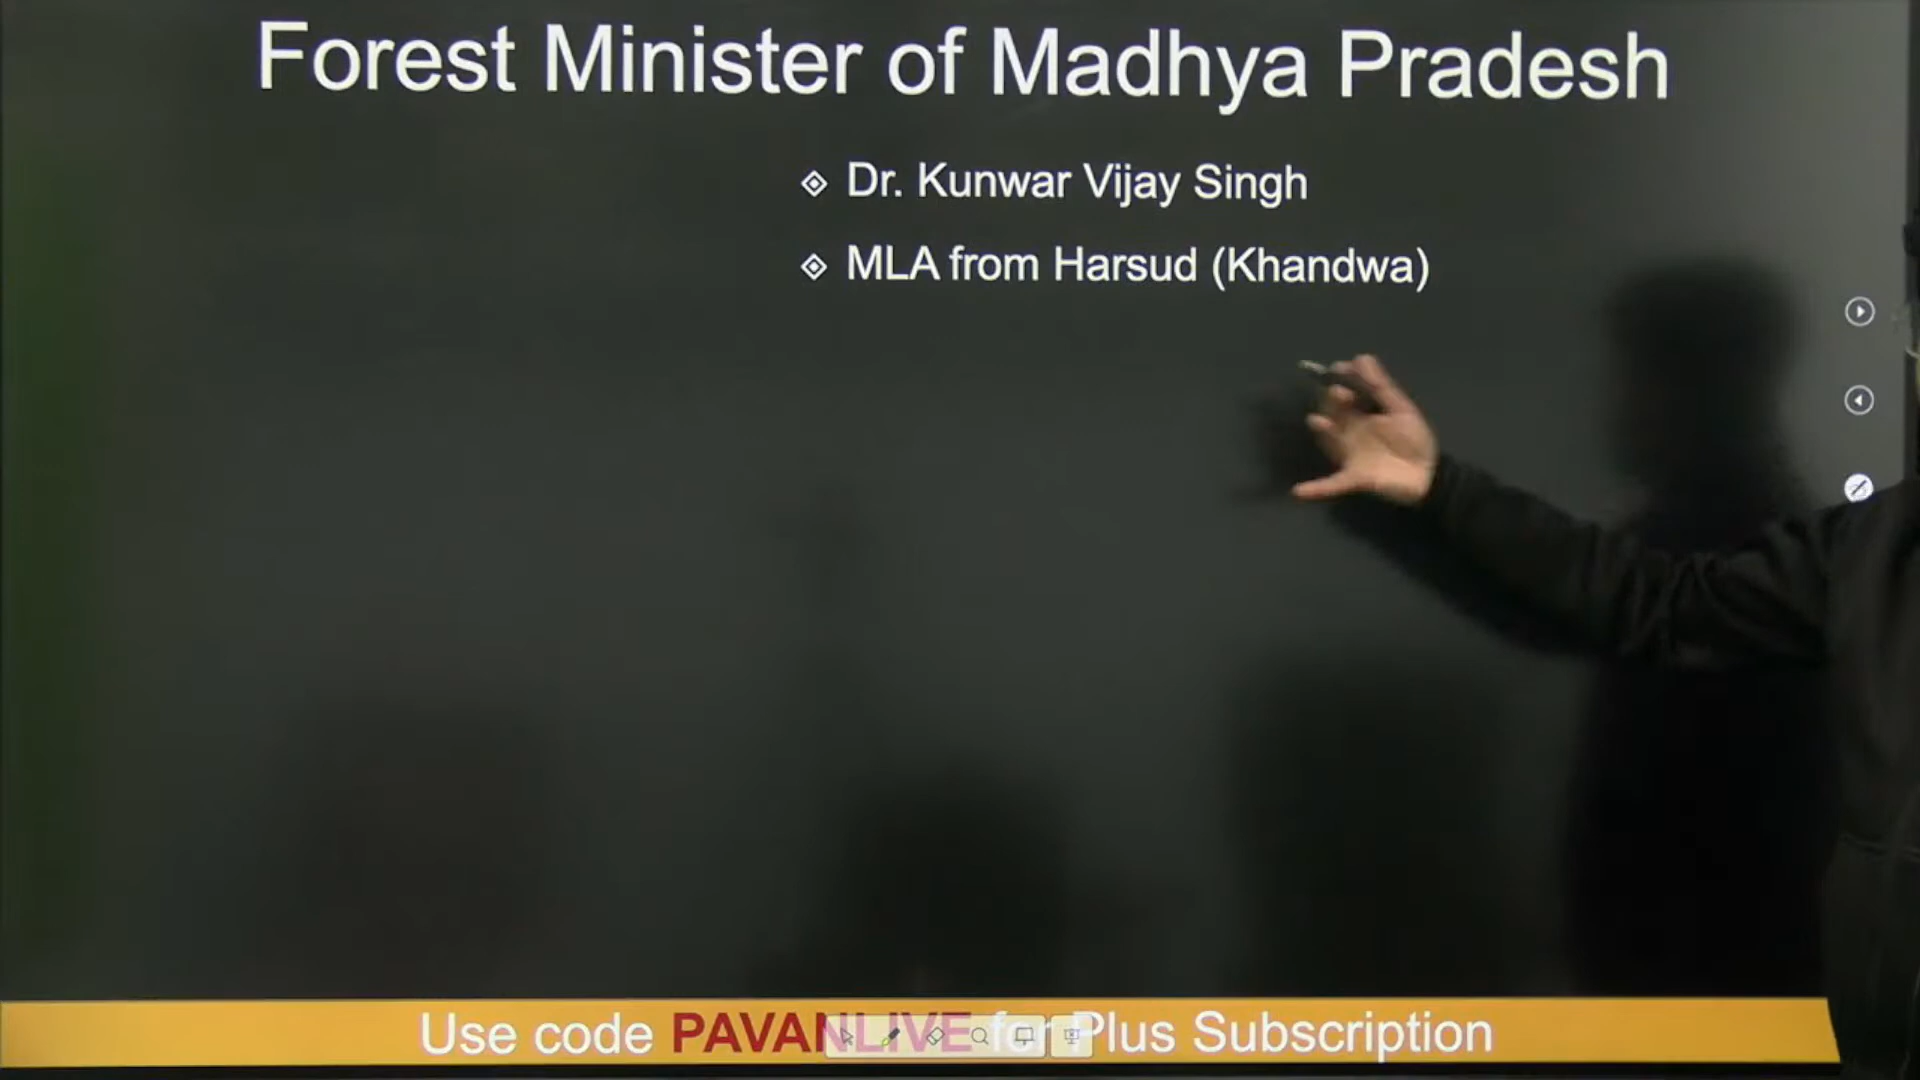 Forest Minister of Madhya Pradesh
Dr. Kunwar Vijay Singh
MLA from Harsud (Khandwa)
Use code PAVANLIVE for Plus Subscription